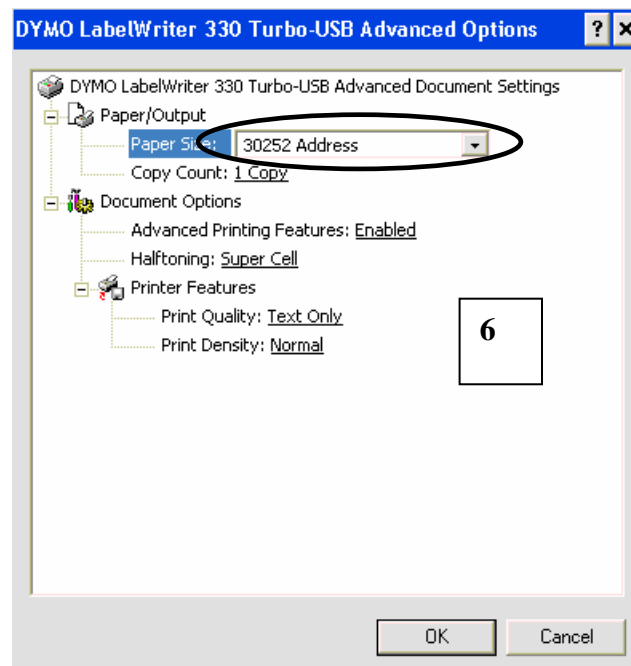 DYMO LabelWriter 330 Turbo-USB Advanced Options
DYMO LabelWriter 330 Turbo-USB Advanced Document Settings
Paper/Output
Paper Size: 30252 Address
Copy Count: 1 Copy
Document Options
Advanced Printing Features: Enabled
Halftoning: Super Cell
Printer Features
Print Quality: Text Only
Print Density: Normal
6
OK Cancel